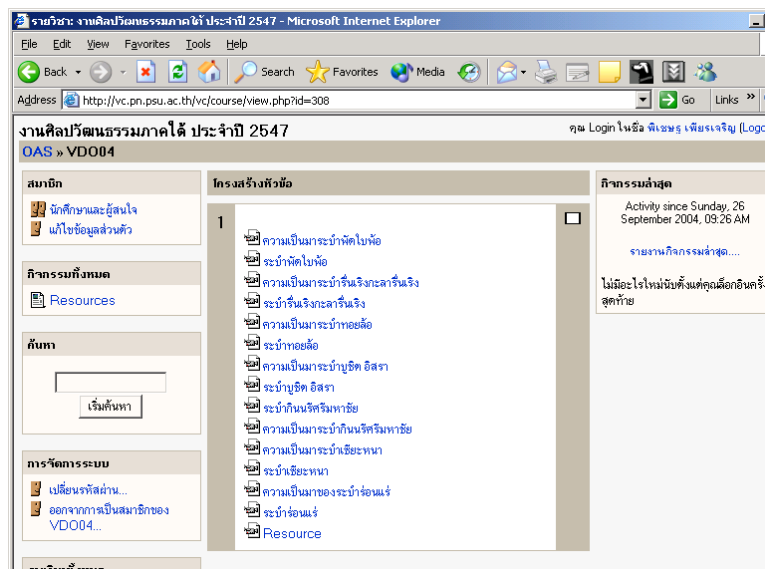 รายวิชา: งานศิลปวัฒนธรรมภาคใต้ ประจำปี 2547 - Microsoft Internet Explorer
File Edit View Favorites Tools Help
Back Search Favorites Media
Address http://vc.pn.psu.ac.th/vc/course/view.php?id=308 Go Links »
งานศิลปวัฒนธรรมภาคใต้ ประจำปี 2547
คุณ Login ในชื่อ พิเชษฐ เพียรเจริญ (Logo
OAS » VDO04
สมาชิก
นักศึกษาและผู้สนใจ
แก้ไขข้อมูลส่วนตัว
กิจกรรมทั้งหมด
Resources
ค้นหา
เริ่มค้นหา
การจัดการระบบ
เปลี่ยนรหัสผ่าน...
ออกจากการเป็นสมาชิกของ
VDO04...
โครงสร้างหัวข้อ
1
ความเป็นมาระบำพัดใบพ้อ
ระบำพัดใบพ้อ
ความเป็นมาระบำรื่นเริงกะลารื่นเริง
ระบำรื่นเริงกะลารื่นเริง
ความเป็นมาระบำทอยล้อ
ระบำทอยล้อ
ความเป็นมาระบำบูชิต อิสรา
ระบำบูชิต อิสรา
ระบำกินนรัศรีมหาชัย
ความเป็นมาระบำกินนรัศรีมหาชัย
ความเป็นมาระบำเชียะหนา
ระบำเชียะหนา
ความเป็นมาของระบำร่อนแร่
ระบำร่อนแร่
Resource
กิจกรรมล่าสุด
Activity since Sunday, 26
September 2004, 09:26 AM
รายงานกิจกรรมล่าสุด....
ไม่มีอะไรใหม่นับตั้งแต่คุณล็อกอินครั้ง
สุดท้าย